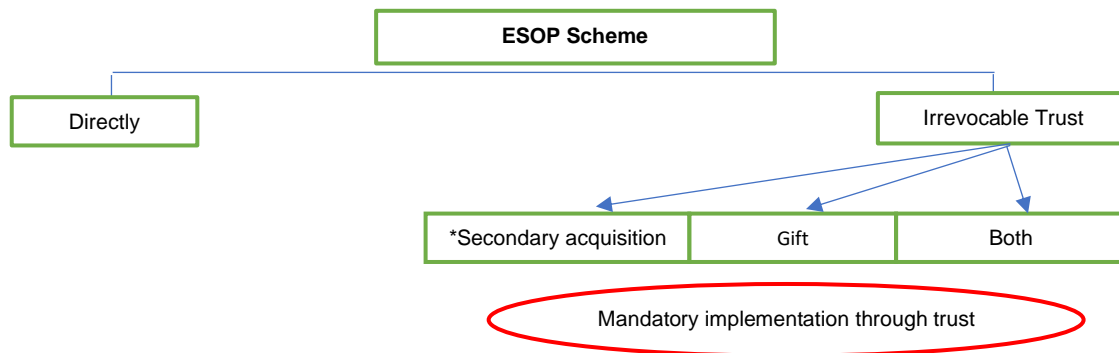 ESOP Scheme
Directly
Irrevocable Trust
*Secondary acquisition
Gift
Both
Mandatory implementation through trust